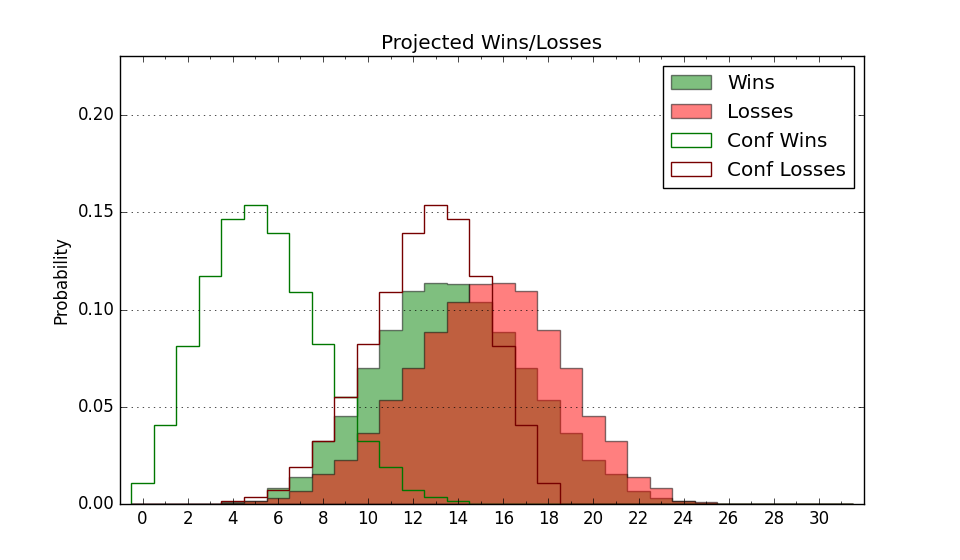 Projected Wins/Losses
Wins
Losses
Conf Wins
Conf Losses
Probability
0.20
0.15
0.10
0.05
0.00
0 2 4 6 8 10 12 14 16 18 20 22 24 26 28 30